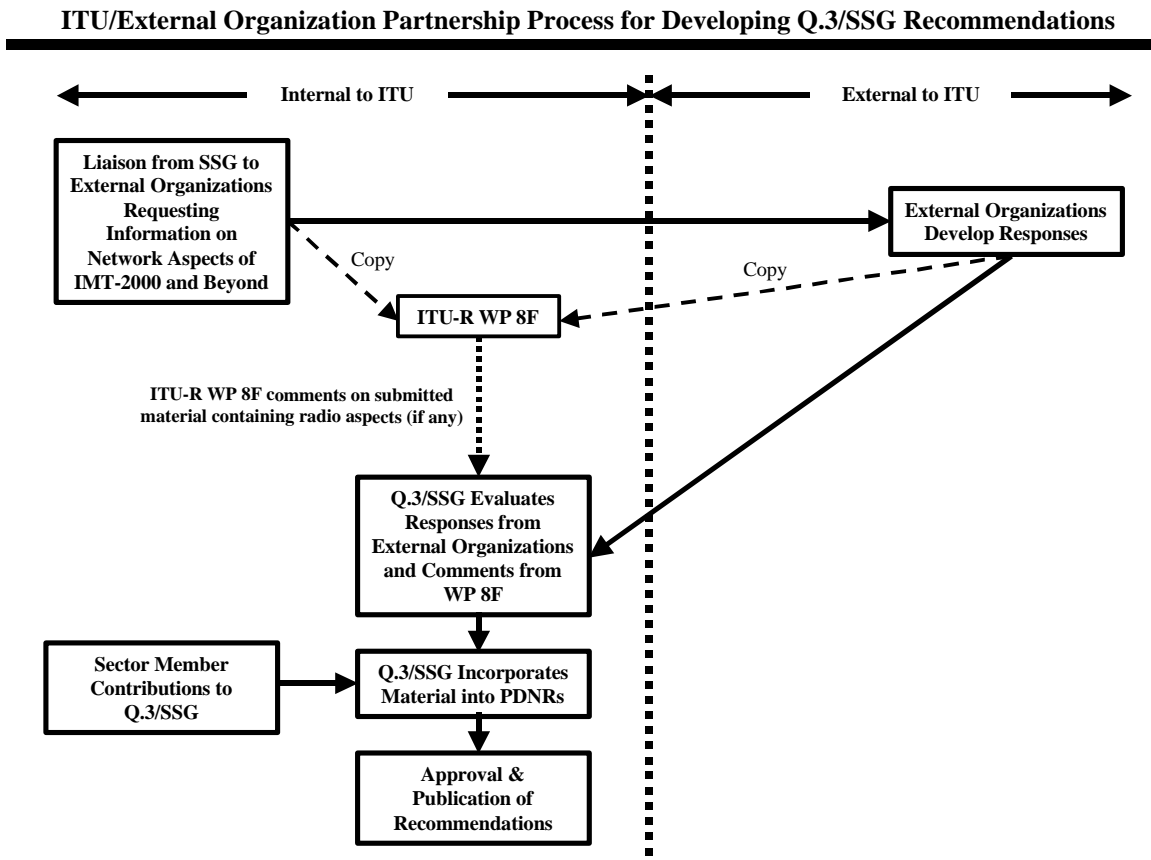 ITU/External Organization Partnership Process for Developing Q.3/SSG Recommendations
Internal to ITU
External to ITU
Liaison from SSG to
External Organizations
Requesting
Information on
Network Aspects of
IMT-2000 and Beyond
External Organizations
Develop Responses
Copy
Copy
ITU-R WP 8F
ITU-R WP 8F comments on submitted
material containing radio aspects (if any)
Q.3/SSG Evaluates
Responses from
External Organizations
and Comments from
WP 8F
Sector Member
Contributions to
Q.3/SSG
Q.3/SSG Incorporates
Material into PDNRs
Approval &
Publication of
Recommendations